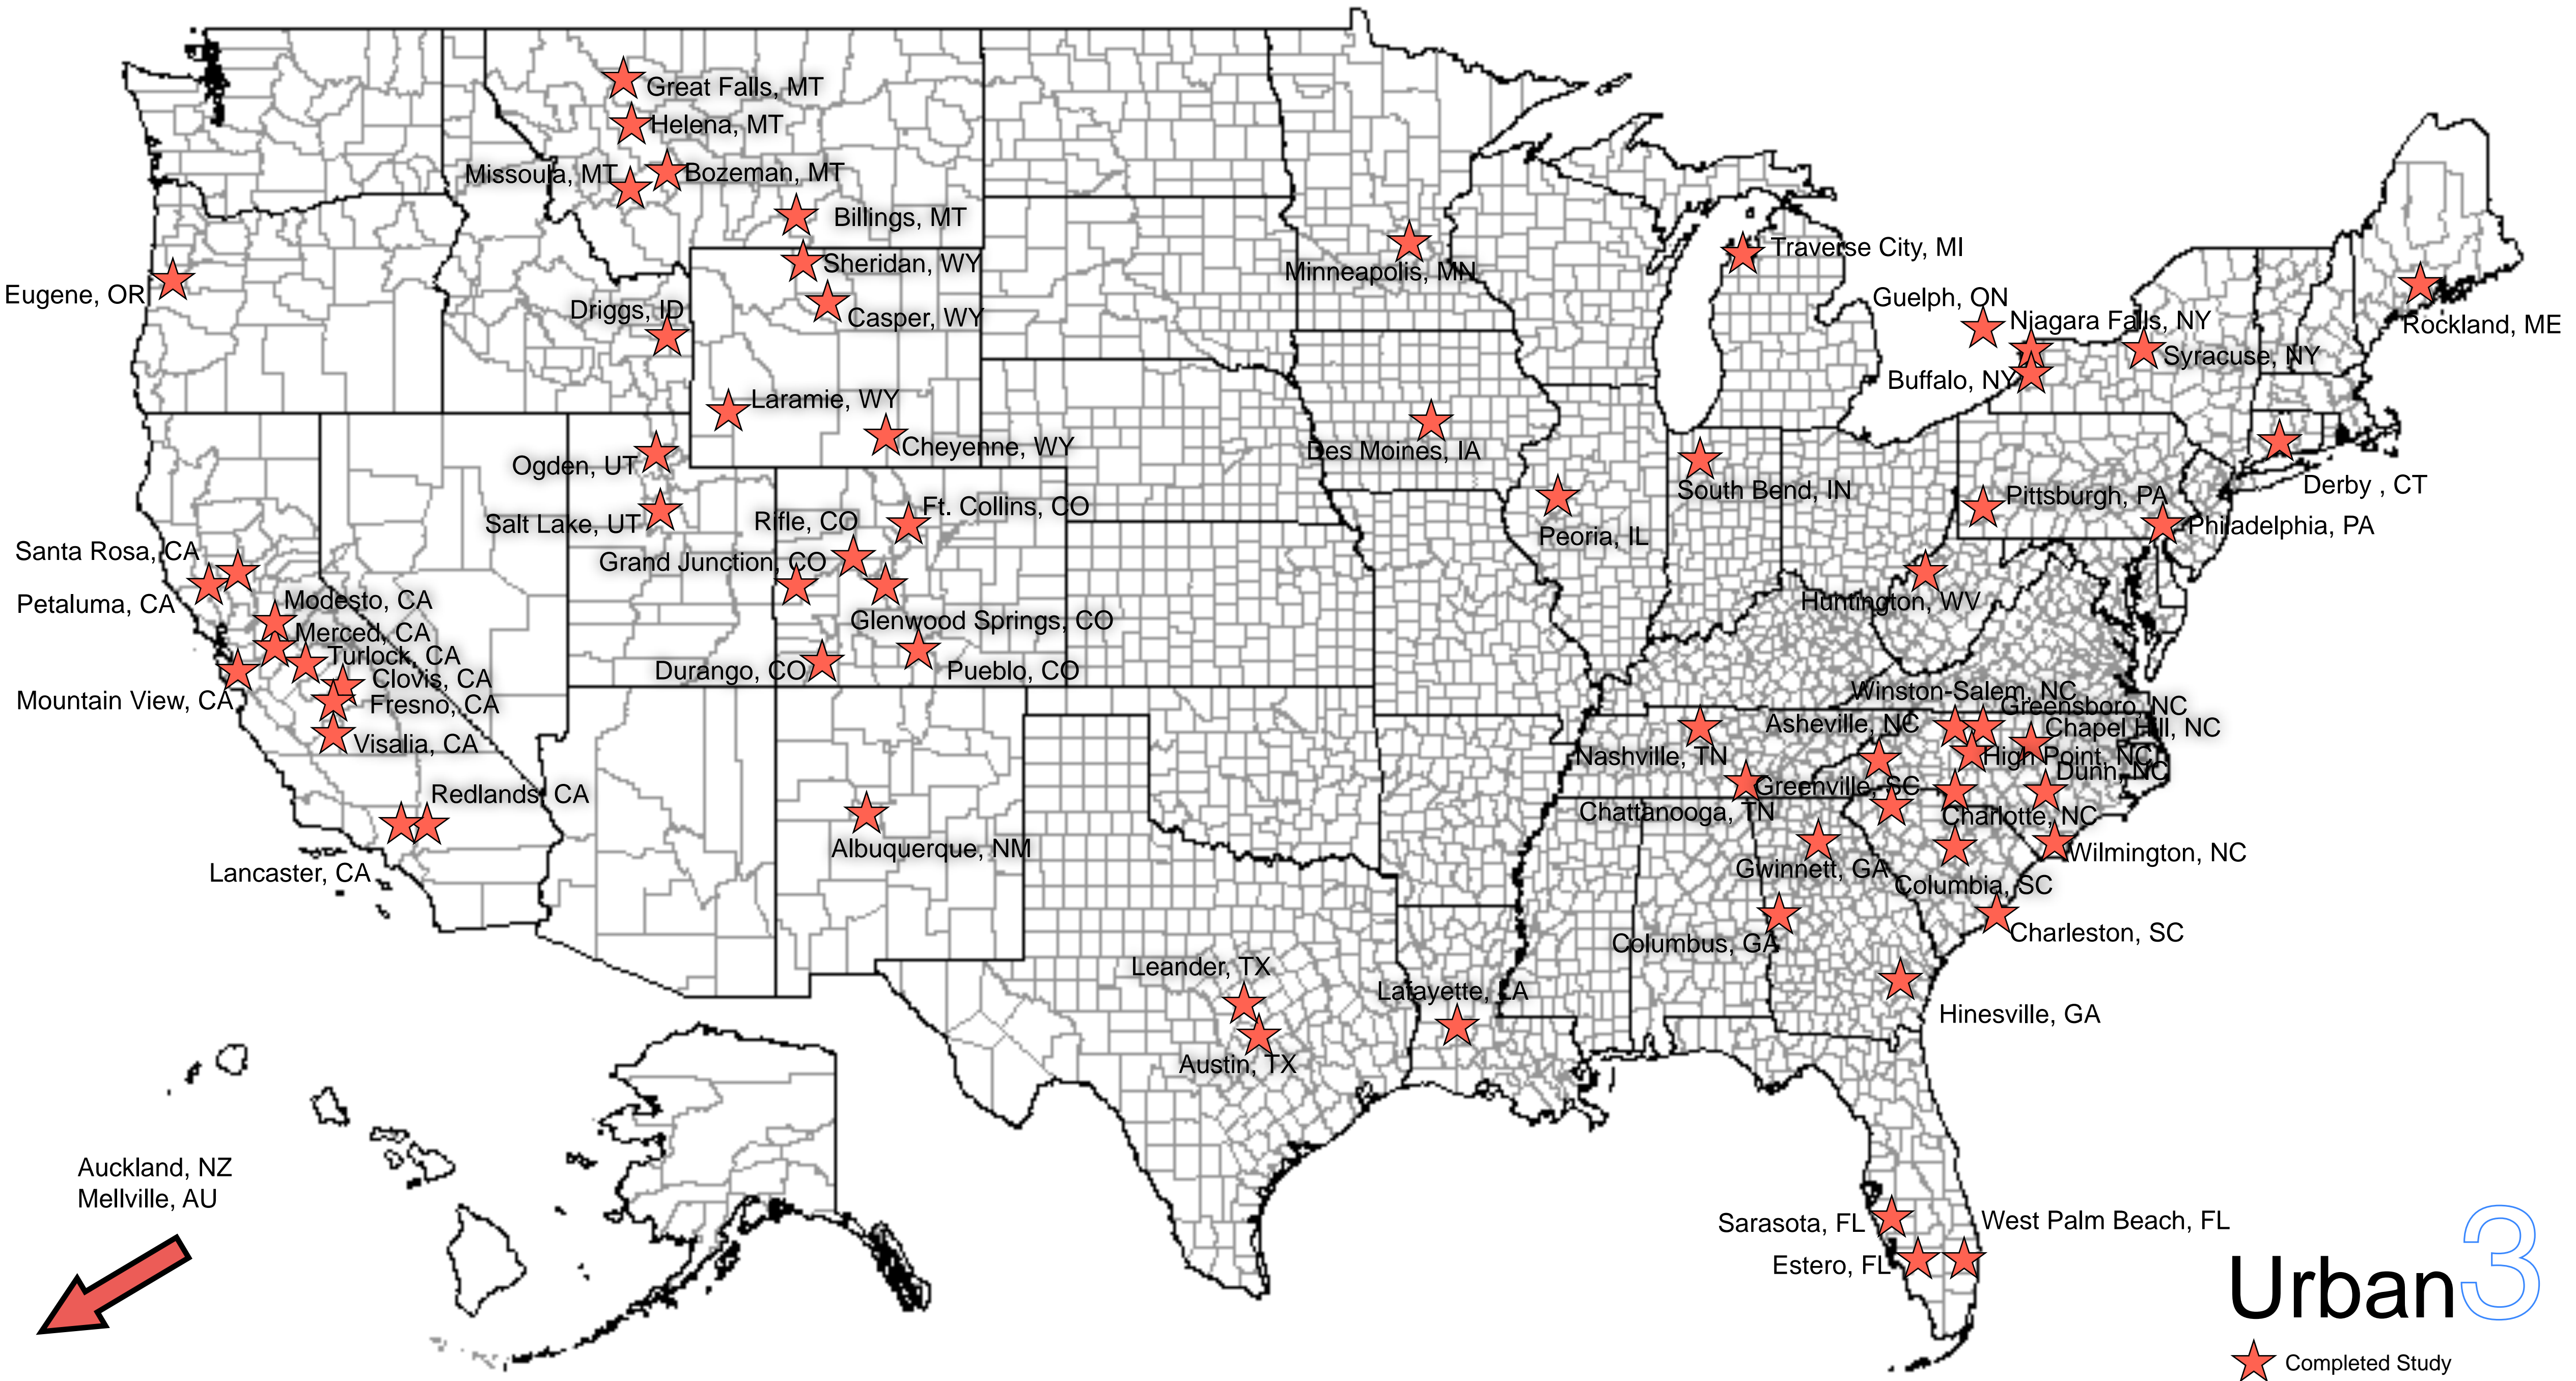 Great Falls, MT
Helena, MT
Missoula, MT
Bozeman, MT
Billings, MT
Sheridan, WY
Casper, WY
Eugene, OR
Driggs, ID
Laramie, WY
Cheyenne, WY
Ogden, UT
Salt Lake, UT
Rifle, CO
Ft. Collins, CO
Grand Junction, CO
Glenwood Springs, CO
Durango, CO
Pueblo, CO
Santa Rosa, CA
Petaluma, CA
Modesto, CA
Merced, CA
Turlock, CA
Clovis, CA
Mountain View, CA
Fresno, CA
Visalia, CA
Redlands, CA
Lancaster, CA
Albuquerque, NM
Minneapolis, MN
Des Moines, IA
Peoria, IL
South Bend, IN
Traverse City, MI
Guelph, ON
Niagara Falls, NY
Syracuse, NY
Buffalo, NY
Rockland, ME
Derby , CT
Pittsburgh, PA
Philadelphia, PA
Huntington, WV
Winston-Salem, NC
Greensboro, NC
Asheville, NC
Chapel Hill, NC
High Point, NC
Dunn, NC
Nashville, TN
Greenville, SC
Chattanooga, TN
Charlotte, NC
Wilmington, NC
Gwinnett, GA
Columbia, SC
Columbus, GA
Charleston, SC
Hinesville, GA
Leander, TX
Austin, TX
Lafayette, LA
Sarasota, FL
West Palm Beach, FL
Estero, FL
Auckland, NZ
Mellville, AU
Urban3
Completed Study